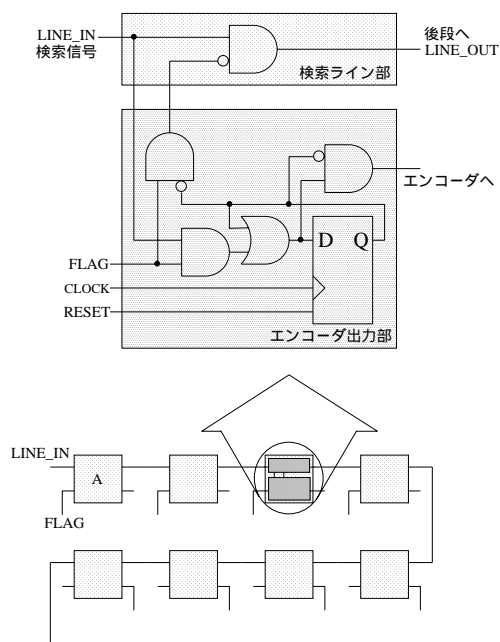 LINE_IN
検索信号
後段へ
LINE_OUT
検索ライン部
エンコーダへ
D Q
FLAG
CLOCK
RESET
エンコーダ出力部
LINE_IN
A
FLAG